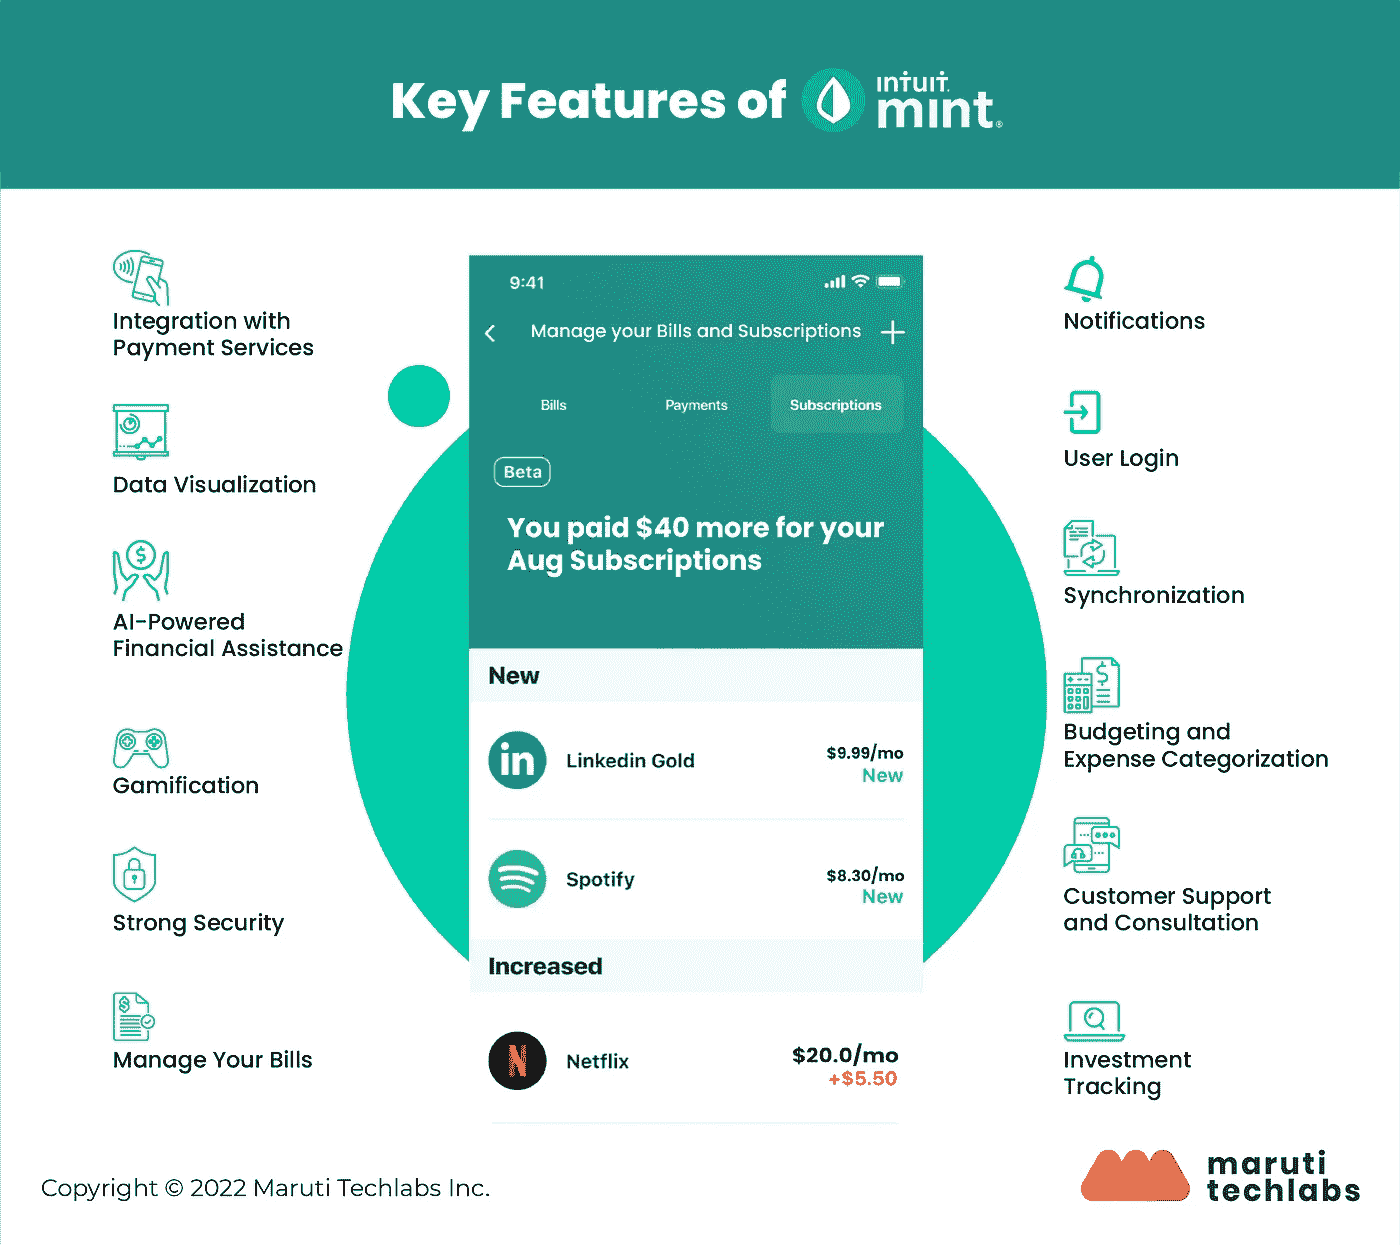 Key Features of
intuit
mint®
Integration with
Payment Services
Data Visualization
AI-Powered
Financial Assistance
Gamification
Strong Security
Manage Your Bills
9:41
Manage your Bills and Subscriptions
Bills Payments Subscriptions
Beta
You paid $40 more for your
Aug Subscriptions
New
in Linkedin Gold $9.99/mo
New
Spotify $8.30/mo
New
Increased
N Netflix $20.0/mo
+$5.50
Notifications
User Login
Synchronization
Budgeting and
Expense Categorization
Customer Support
and Consultation
Investment
Tracking
Copyright © 2022 Maruti Techlabs Inc.
maruti
techlabs